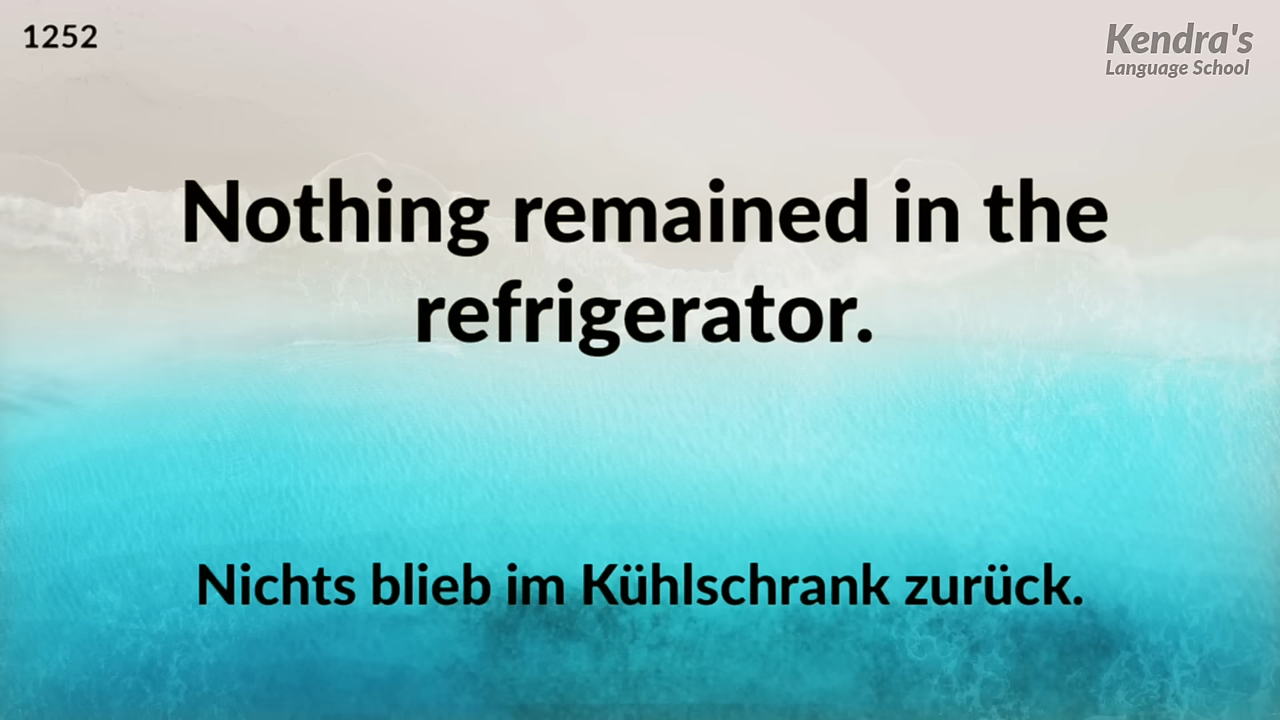 1252
Kendra's
Language School
Nothing remained in the
refrigerator.
Nichts blieb im Kühlschrank zurück.